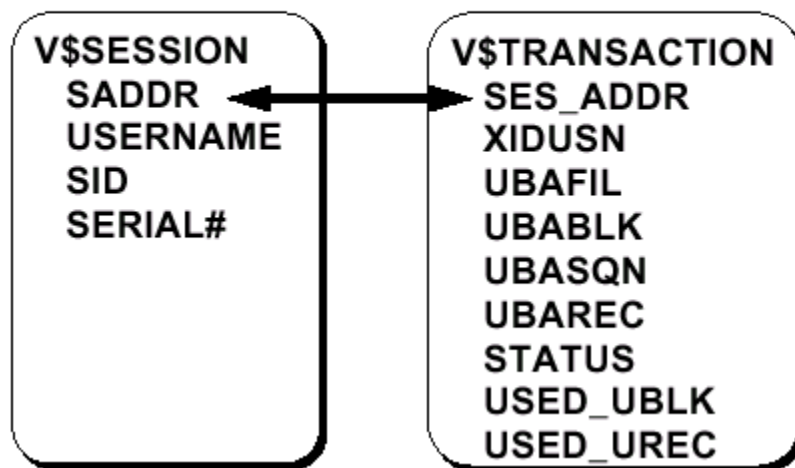 V$SESSION
SADDR
USERNAME
SID
SERIAL#
V$TRANSACTION
SES_ADDR
XIDUSN
UBAFIL
UBABLK
UBASQN
UBAREC
STATUS
USED_UBLK
USED_UREC